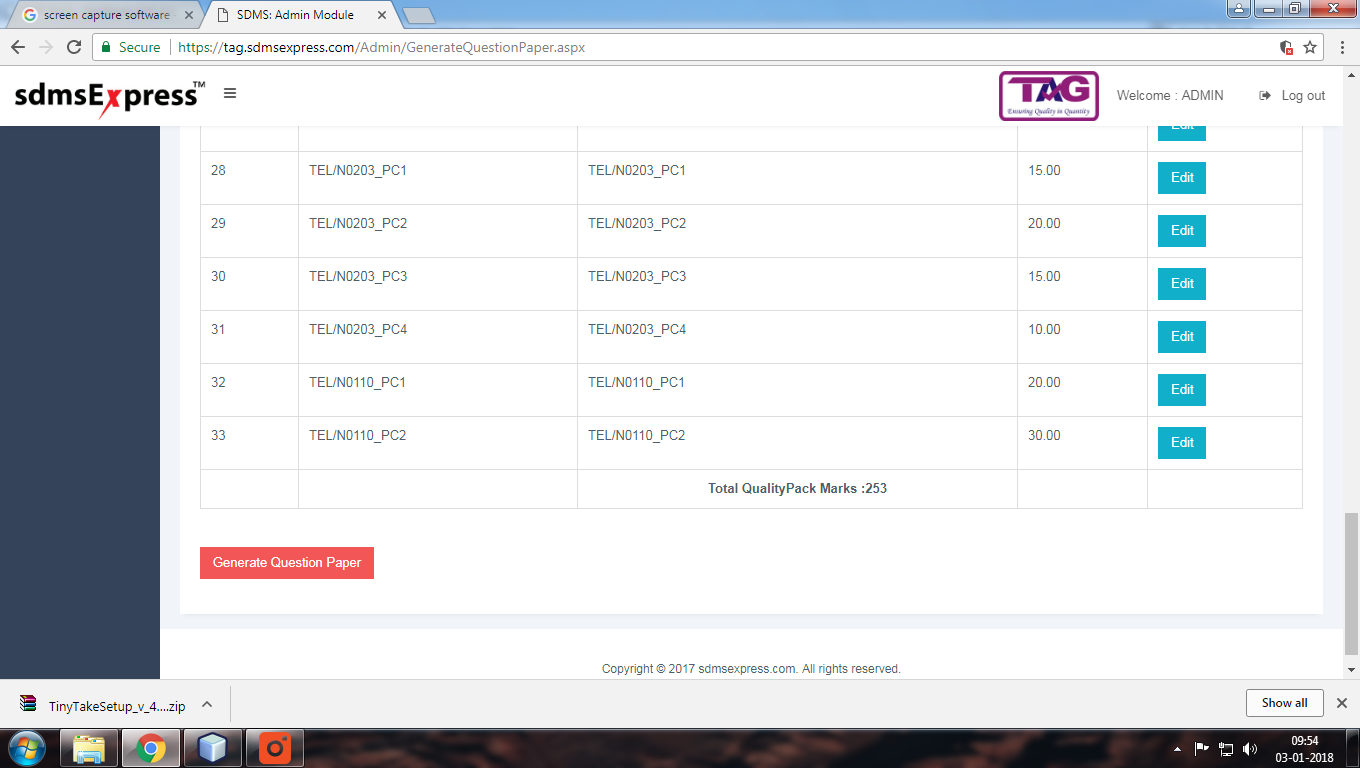 screen capture software
SDMS: Admin Module
Secure https://tag.sdmsexpress.com/Admin/GenerateQuestionPaper.aspx
sdmsExpress™
TAG
Ensuring Quality in Quantity
Welcome : ADMIN
Log out
Edit
28 TEL/N0203_PC1 TEL/N0203_PC1 15.00 Edit
29 TEL/N0203_PC2 TEL/N0203_PC2 20.00 Edit
30 TEL/N0203_PC3 TEL/N0203_PC3 15.00 Edit
31 TEL/N0203_PC4 TEL/N0203_PC4 10.00 Edit
32 TEL/N0110_PC1 TEL/N0110_PC1 20.00 Edit
33 TEL/N0110_PC2 TEL/N0110_PC2 30.00 Edit
Total QualityPack Marks :253
Generate Question Paper
Copyright © 2017 sdmsexpress.com. All rights reserved.
TinyTakeSetup_v_4....zip
Show all
09:54
03-01-2018